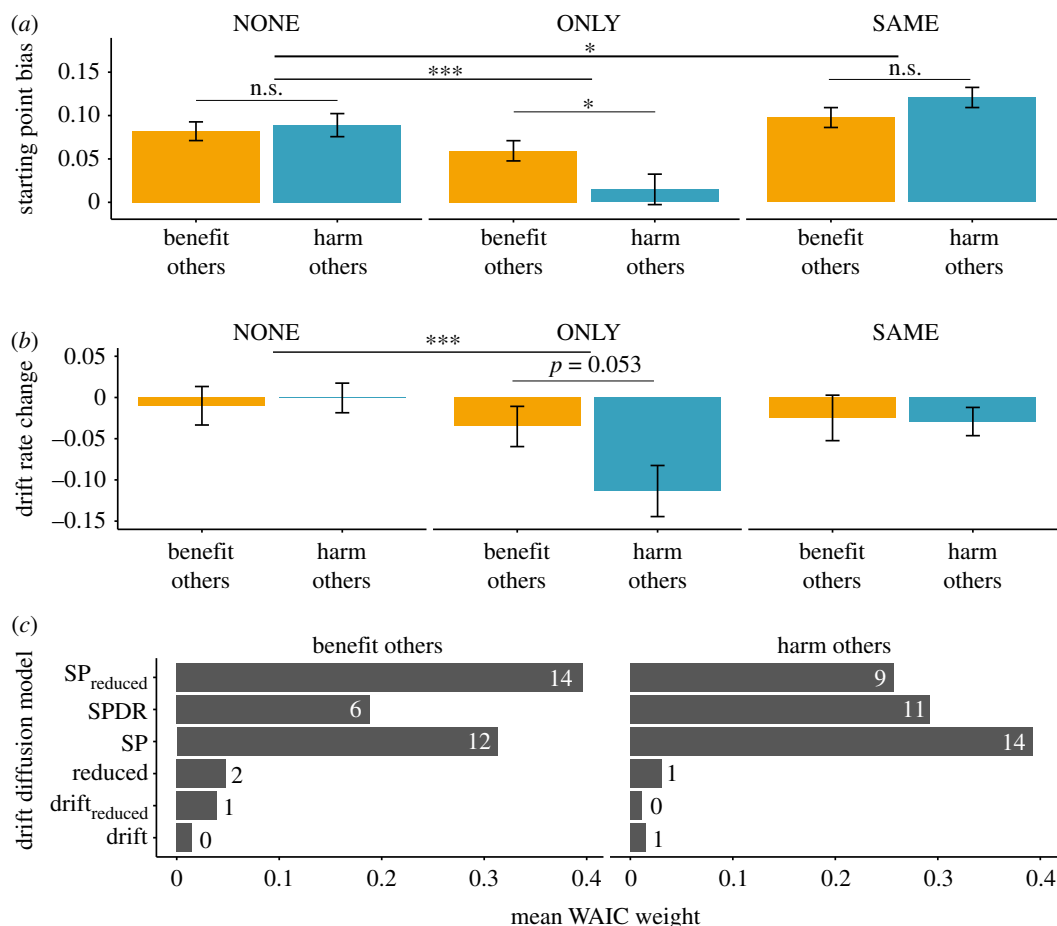 (a)
NONE
ONLY
SAME
*
***
n.s.
*
n.s.
starting point bias
0.15
0.10
0.05
0
benefit others
harm others
benefit others
harm others
benefit others
harm others
(b)
NONE
ONLY
SAME
***
p = 0.053
drift rate change
0.05
0
–0.05
–0.10
–0.15
benefit others
harm others
benefit others
harm others
benefit others
harm others
(c)
benefit others
harm others
drift diffusion model
SPreduced
14
9
SPDR
6
11
SP
12
14
reduced
2
1
driftreduced
1
0
drift
0
1
0 0.1 0.2 0.3 0.4
0 0.1 0.2 0.3 0.4
mean WAIC weight